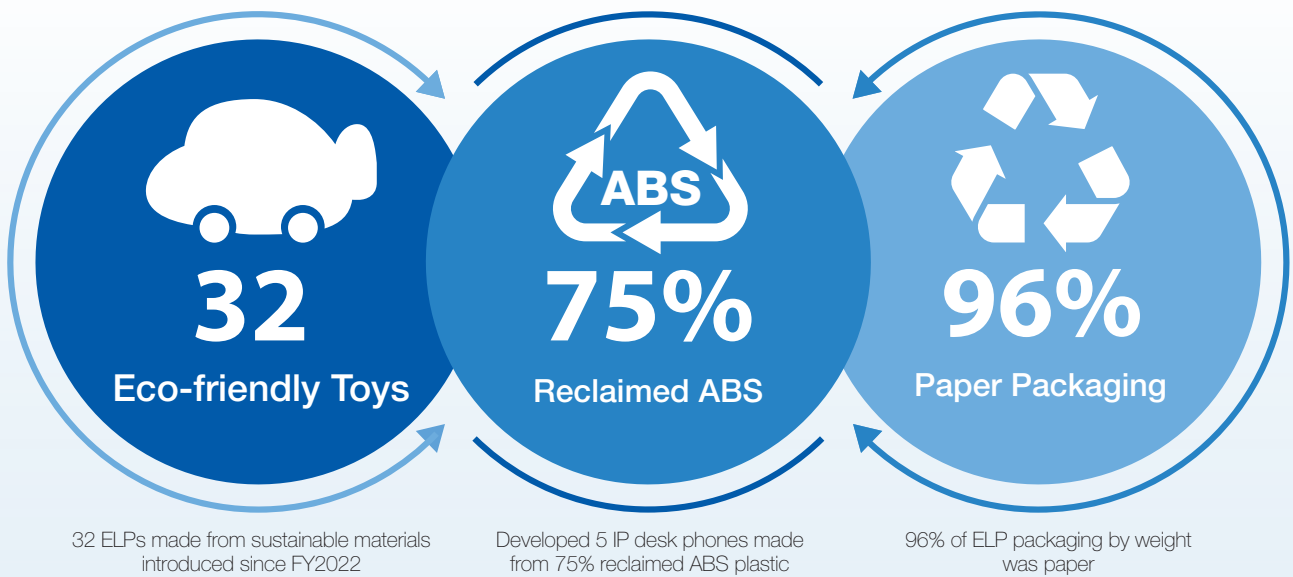 32
Eco-friendly Toys
32 ELPs made from sustainable materials
introduced since FY2022
ABS
75%
Reclaimed ABS
Developed 5 IP desk phones made
from 75% reclaimed ABS plastic
96%
Paper Packaging
96% of ELP packaging by weight
was paper